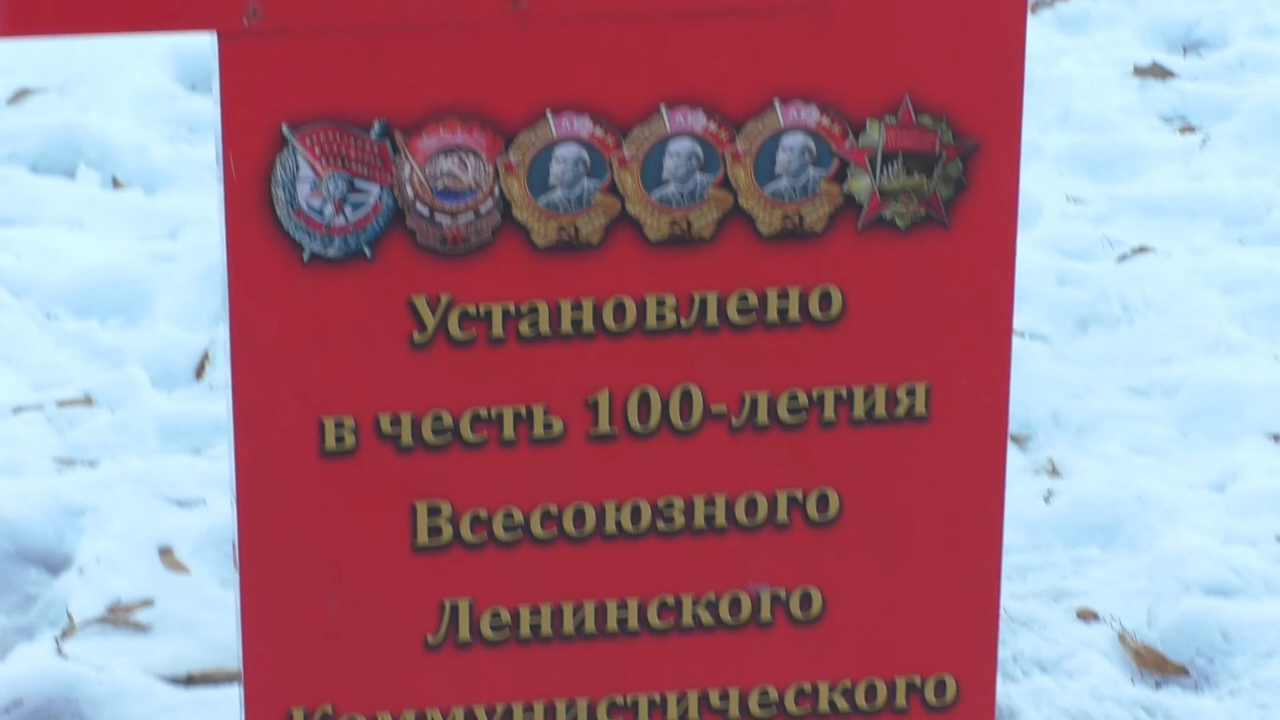 Установлено
в честь 100-летия
Всесоюзного
Ленинского
Коммунистического